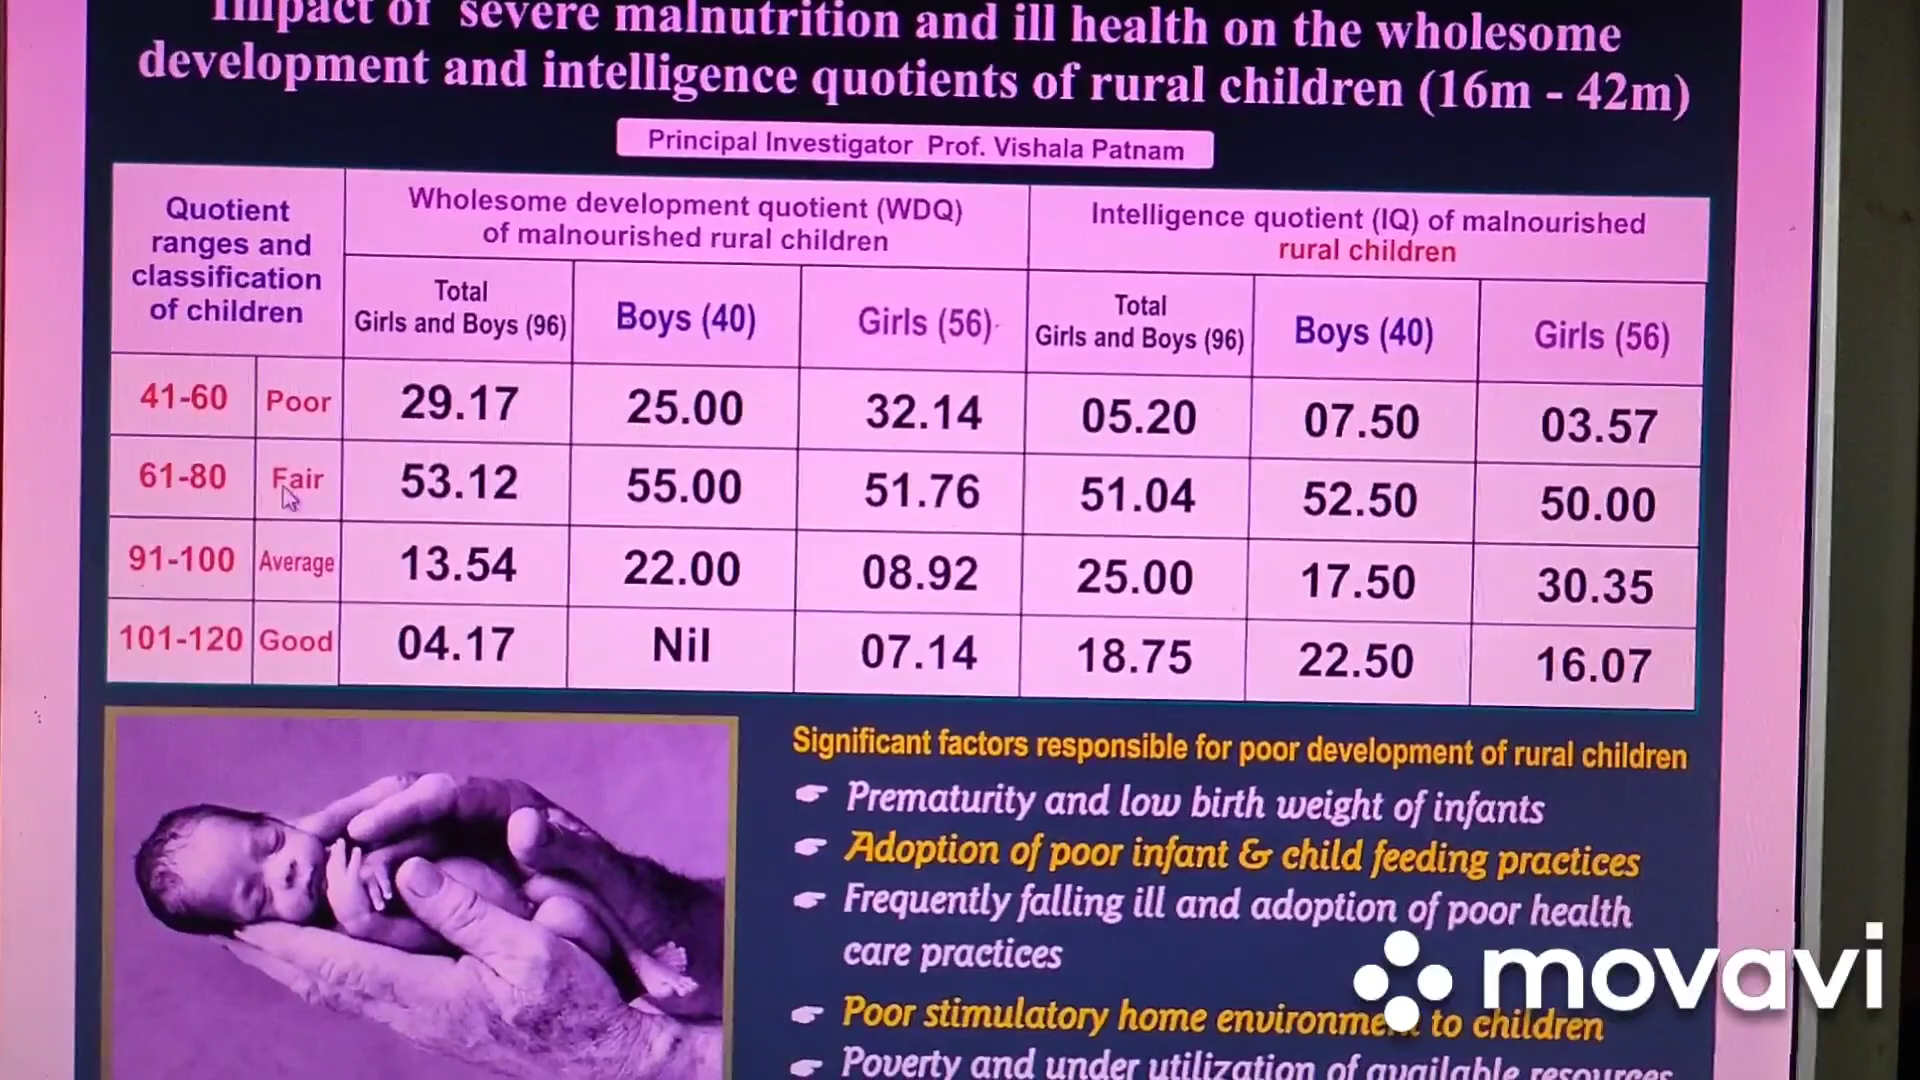 Impact of severe malnutrition and ill health on the wholesome
development and intelligence quotients of rural children (16m - 42m)
Principal Investigator Prof. Vishala Patnam
Quotient
ranges and
classification
of children
Wholesome development quotient (WDQ)
of malnourished rural children
Intelligence quotient (IQ) of malnourished
rural children
Total
Girls and Boys (96)
Boys (40)
Girls (56)
Total
Girls and Boys (96)
Boys (40)
Girls (56)
41-60 Poor 29.17 25.00 32.14 05.20 07.50 03.57
61-80 Fair 53.12 55.00 51.76 51.04 52.50 50.00
91-100 Average 13.54 22.00 08.92 25.00 17.50 30.35
101-120 Good 04.17 Nil 07.14 18.75 22.50 16.07
Significant factors responsible for poor development of rural children
Prematurity and low birth weight of infants
Adoption of poor infant & child feeding practices
Frequently falling ill and adoption of poor health
care practices
Poor stimulatory home environment to children
Poverty and under utilization of available resources
movavi